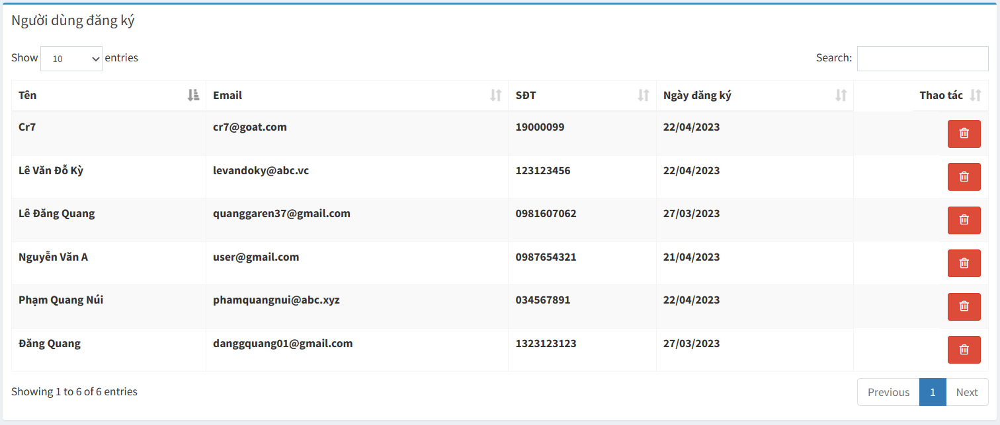 Người dùng đăng ký
Show 10 entries Search:
Tên Email SĐT Ngày đăng ký Thao tác
Cr7 cr7@goat.com 19000099 22/04/2023
Lê Văn Đỗ Kỳ levandoky@abc.vc 123123456 22/04/2023
Lê Đăng Quang quanggaren37@gmail.com 0981607062 27/03/2023
Nguyễn Văn A user@gmail.com 0987654321 21/04/2023
Phạm Quang Núi phamquangnui@abc.xyz 034567891 22/04/2023
Đăng Quang danggquang01@gmail.com 1323123123 27/03/2023
Showing 1 to 6 of 6 entries Previous 1 Next